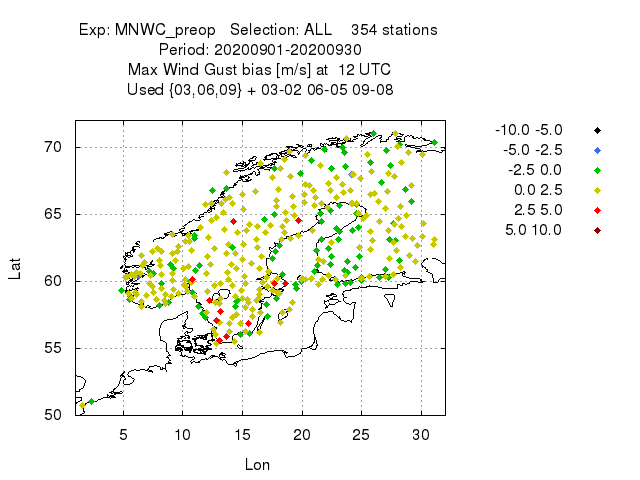 Exp: MNWC_preop   Selection: ALL    354 stations
Period: 20200901-20200930
Max Wind Gust bias [m/s] at  12 UTC
Used {03,06,09} + 03-02 06-05 09-08
-10.0 -5.0
-5.0 -2.5
-2.5 0.0
0.0 2.5
2.5 5.0
5.0 10.0
70
65
60
55
50
Lat
5 10 15 20 25 30
Lon